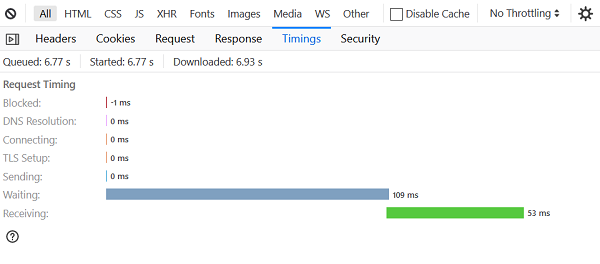 All HTML CSS JS XHR Fonts Images Media WS Other Disable Cache No Throttling
Headers Cookies Request Response Timings Security
Queued: 6.77 s Started: 6.77 s Downloaded: 6.93 s
Request Timing
Blocked: -1 ms
DNS Resolution: 0 ms
Connecting: 0 ms
TLS Setup: 0 ms
Sending: 0 ms
Waiting: 109 ms
Receiving: 53 ms
?